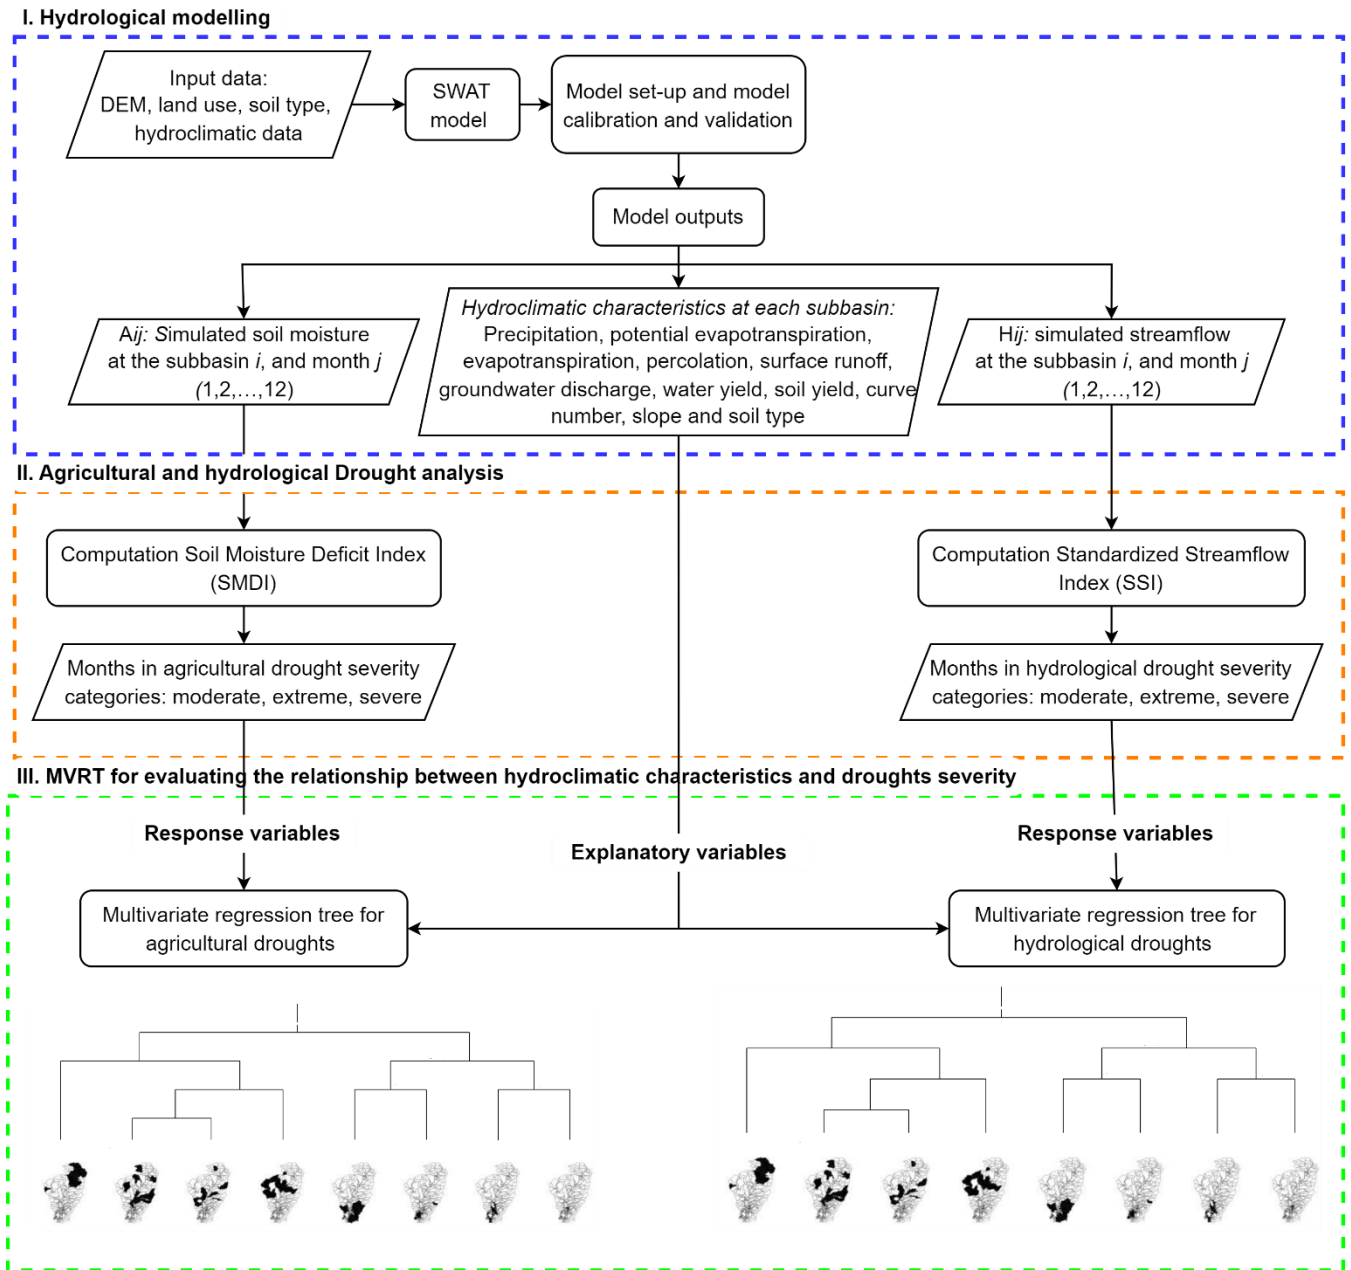 I. Hydrological modelling
Input data:
DEM, land use, soil type,
hydroclimatic data
SWAT
model
Model set-up and model
calibration and validation
Model outputs
Aij: Simulated soil moisture
at the subbasin i, and month j
(1,2,...,12)
Hydroclimatic characteristics at each subbasin:
Precipitation, potential evapotranspiration,
evapotranspiration, percolation, surface runoff,
groundwater discharge, water yield, soil yield, curve
number, slope and soil type
Hij: simulated streamflow
at the subbasin i, and month j
(1,2,...,12)
II. Agricultural and hydrological Drought analysis
Computation Soil Moisture Deficit Index
(SMDI)
Computation Standardized Streamflow
Index (SSI)
Months in agricultural drought severity
categories: moderate, extreme, severe
Months in hydrological drought severity
categories: moderate, extreme, severe
III. MVRT for evaluating the relationship between hydroclimatic characteristics and droughts severity
Response variables
Explanatory variables
Response variables
Multivariate regression tree for
agricultural droughts
Multivariate regression tree for
hydrological droughts